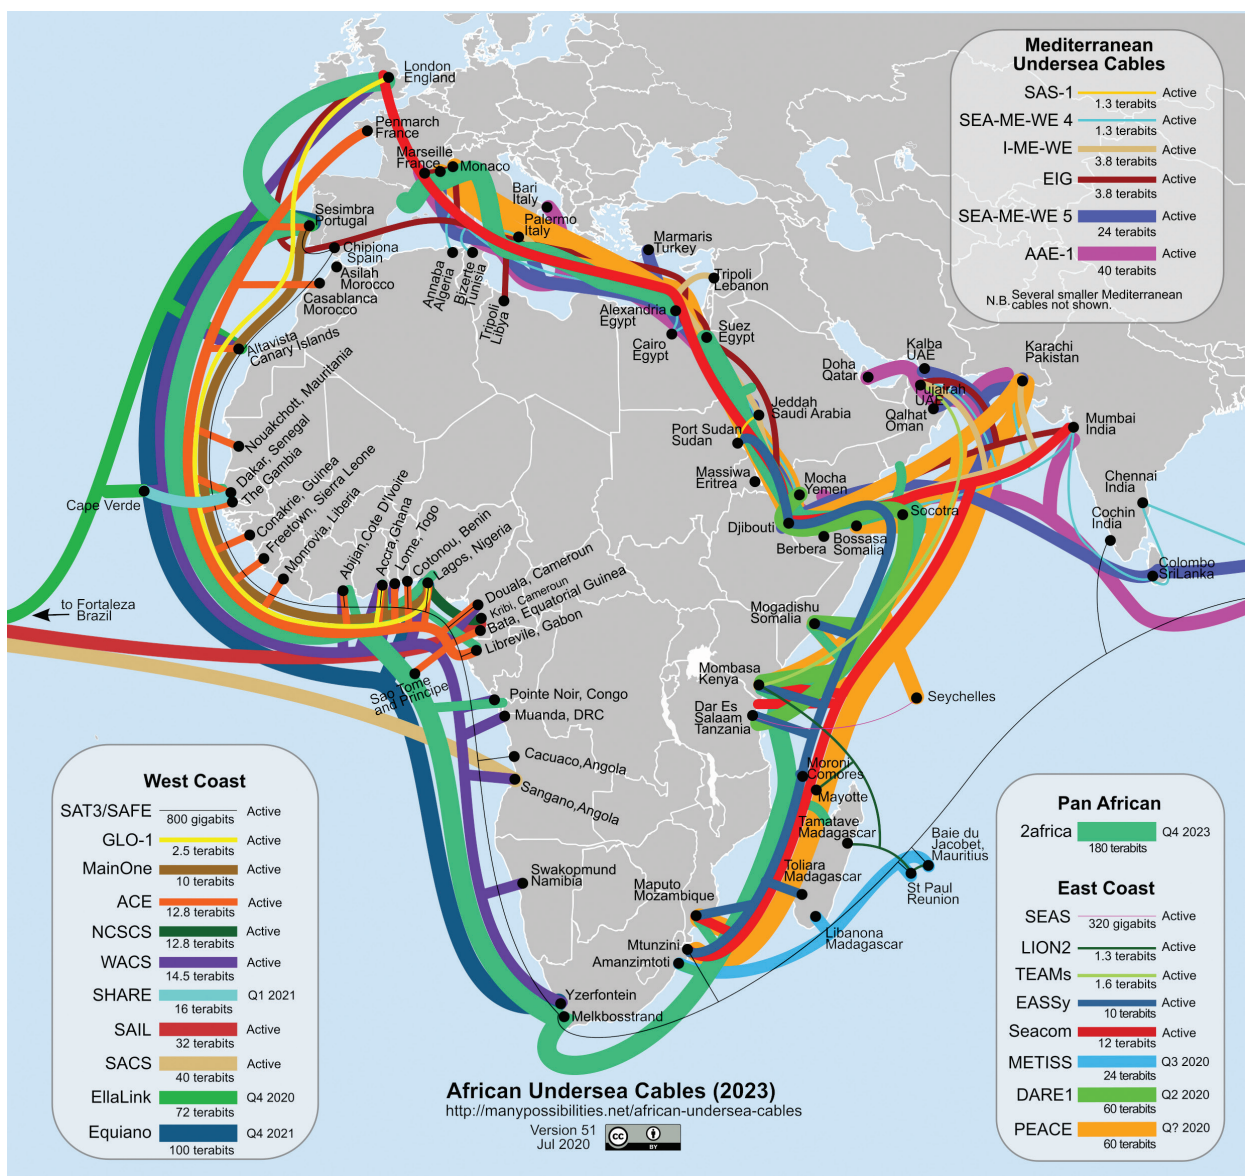 London
England
Penmarch
France
Marseille
France
Monaco
Bari
Italy
Palermo
Italy
Sesimbra
Portugal
Chipiona
Spain
Asilah
Morocco
Casablanca
Morocco
Annaba
Algeria
Bizerte
Tunisia
Tripoli
Libya
Marmaris
Turkey
Tripoli
Lebanon
Alexandria
Egypt
Cairo
Egypt
Suez
Egypt
Altavista
Canary Islands
Nouakchott, Mauritania
Dakar, Senegal
The Gambia
Cape Verde
Conakrie, Guinea
Freetown, Sierra Leone
Monrovia, Liberia
Abijan, Cote D'Ivoire
Accra, Ghana
Lome, Togo
Cotonou, Benin
Lagos, Nigeria
Douala, Cameroun
Kribi, Cameroun
Bata, Equatorial Guinea
Libreville, Gabon
Sao Tome
and Principe
to Fortaleza
Brazil
Pointe Noir, Congo
Muanda, DRC
Cacuaco,Angola
Sangano,Angola
Swakopmund
Namibia
Yzerfontein
Melkbosstrand
Doha
Qatar
Kalba
UAE
Fujairah
UAE
Qalhat
Oman
Karachi
Pakistan
Mumbai
India
Chennai
India
Cochin
India
Colombo
SriLanka
Jeddah
Saudi Arabia
Port Sudan
Sudan
Massiwa
Eritrea
Mocha
Yemen
Djibouti
Berbera
Bossasa
Somalia
Socotra
Mogadishu
Somalia
Mombasa
Kenya
Dar Es
Salaam
Tanzania
Seychelles
Moroni
Comores
Mayotte
Tamatave
Madagascar
Toliara
Madagascar
Libanona
Madagascar
Baie du
Jacobet,
Mauritius
St Paul
Reunion
Maputo
Mozambique
Mtunzini
Amanzimtoti
Mediterranean
Undersea Cables
SAS-1 Active
1.3 terabits
SEA-ME-WE 4 Active
1.3 terabits
I-ME-WE Active
3.8 terabits
EIG Active
3.8 terabits
SEA-ME-WE 5 Active
24 terabits
AAE-1 Active
40 terabits
N.B. Several smaller Mediterranean
cables not shown.
West Coast
SAT3/SAFE Active
800 gigabits
GLO-1 Active
2.5 terabits
MainOne Active
10 terabits
ACE Active
12.8 terabits
NCSCS Active
12.8 terabits
WACS Active
14.5 terabits
SHARE Q1 2021
16 terabits
SAIL Active
32 terabits
SACS Active
40 terabits
EllaLink Q4 2020
72 terabits
Equiano Q4 2021
100 terabits
Pan African
2africa Q4 2023
180 terabits
East Coast
SEAS Active
320 gigabits
LION2 Active
1.3 terabits
TEAMs Active
1.6 terabits
EASSy Active
10 terabits
Seacom Active
12 terabits
METISS Q3 2020
24 terabits
DARE1 Q2 2020
60 terabits
PEACE Q? 2020
60 terabits
African Undersea Cables (2023)
http://manypossibilities.net/african-undersea-cables
Version 51
Jul 2020
cc
BY